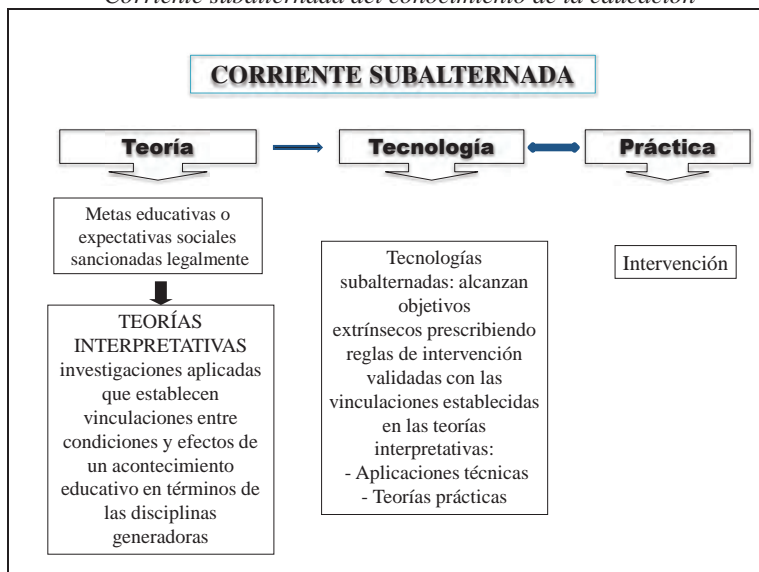 Corriente subalternada del conocimiento de la educación
CORRIENTE SUBALTERNADA
Teoría
Tecnología
Práctica
Metas educativas o
expectativas sociales
sancionadas legalmente
TEORÍAS
INTERPRETATIVAS
investigaciones aplicadas
que establecen
vinculaciones entre
condiciones y efectos de
un acontecimiento
educativo en términos de
las disciplinas
generadoras
Tecnologías
subalternadas: alcanzan
objetivos
extrínsecos prescribiendo
reglas de intervención
validadas con las
vinculaciones establecidas
en las teorías
interpretativas:
- Aplicaciones técnicas
- Teorías prácticas
Intervención